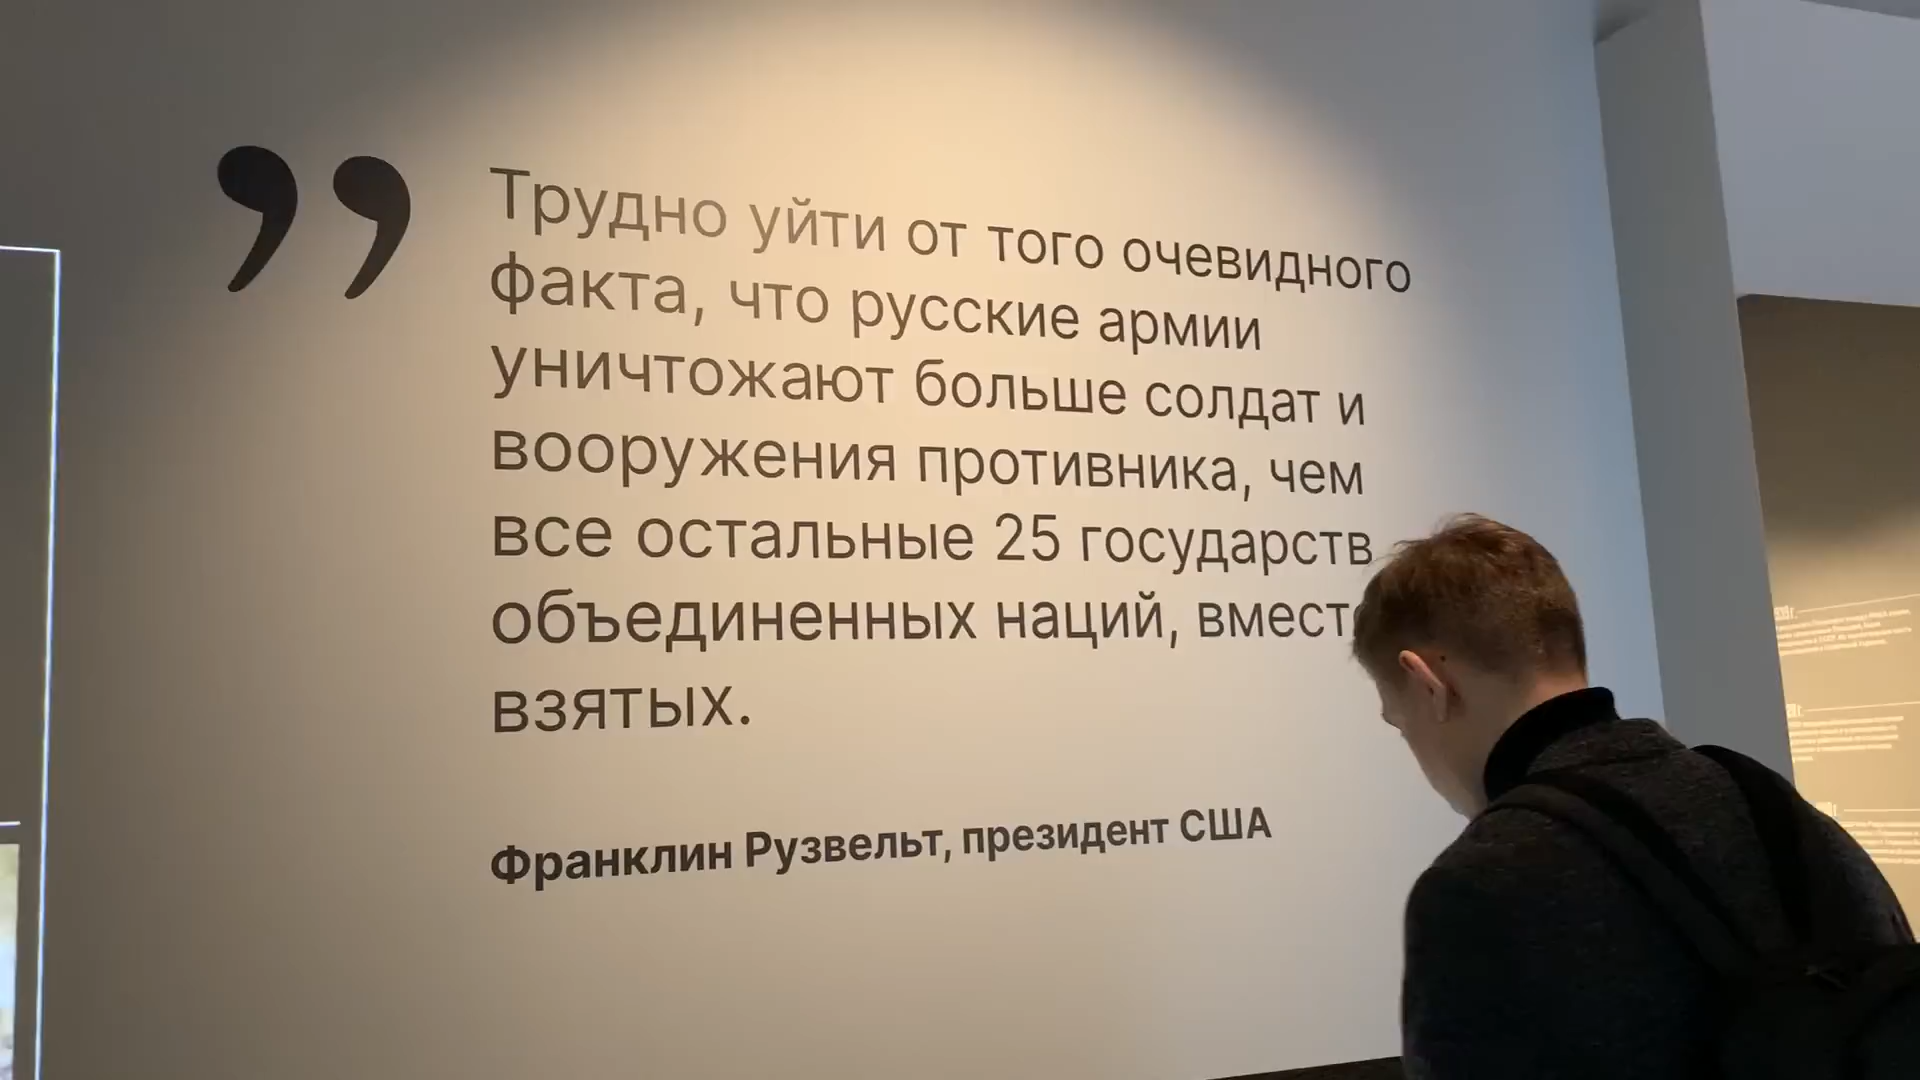 ”
Трудно уйти от того очевидного
факта, что русские армии
уничтожают больше солдат и
вооружения противника, чем
все остальные 25 государств
объединенных наций,
взятых.
Франклин Рузвельт, президент США